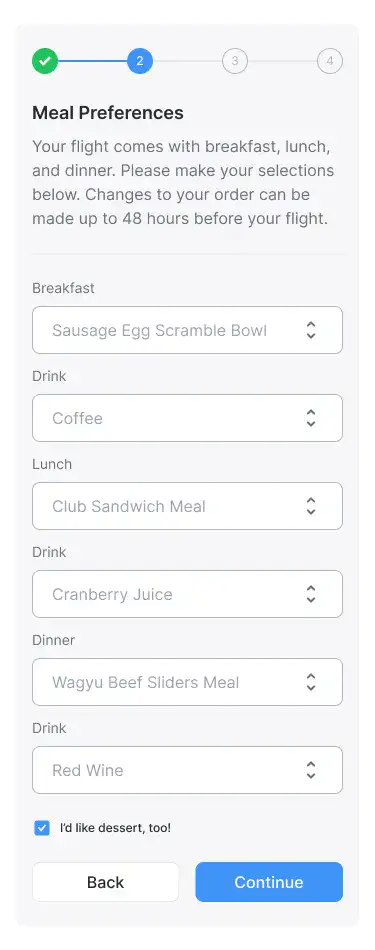 2 3 4
Meal Preferences
Your flight comes with breakfast, lunch,
and dinner. Please make your selections
below. Changes to your order can be
made up to 48 hours before your flight.
Breakfast
Sausage Egg Scramble Bowl
Drink
Coffee
Lunch
Club Sandwich Meal
Drink
Cranberry Juice
Dinner
Wagyu Beef Sliders Meal
Drink
Red Wine
I'd like dessert, too!
Back Continue